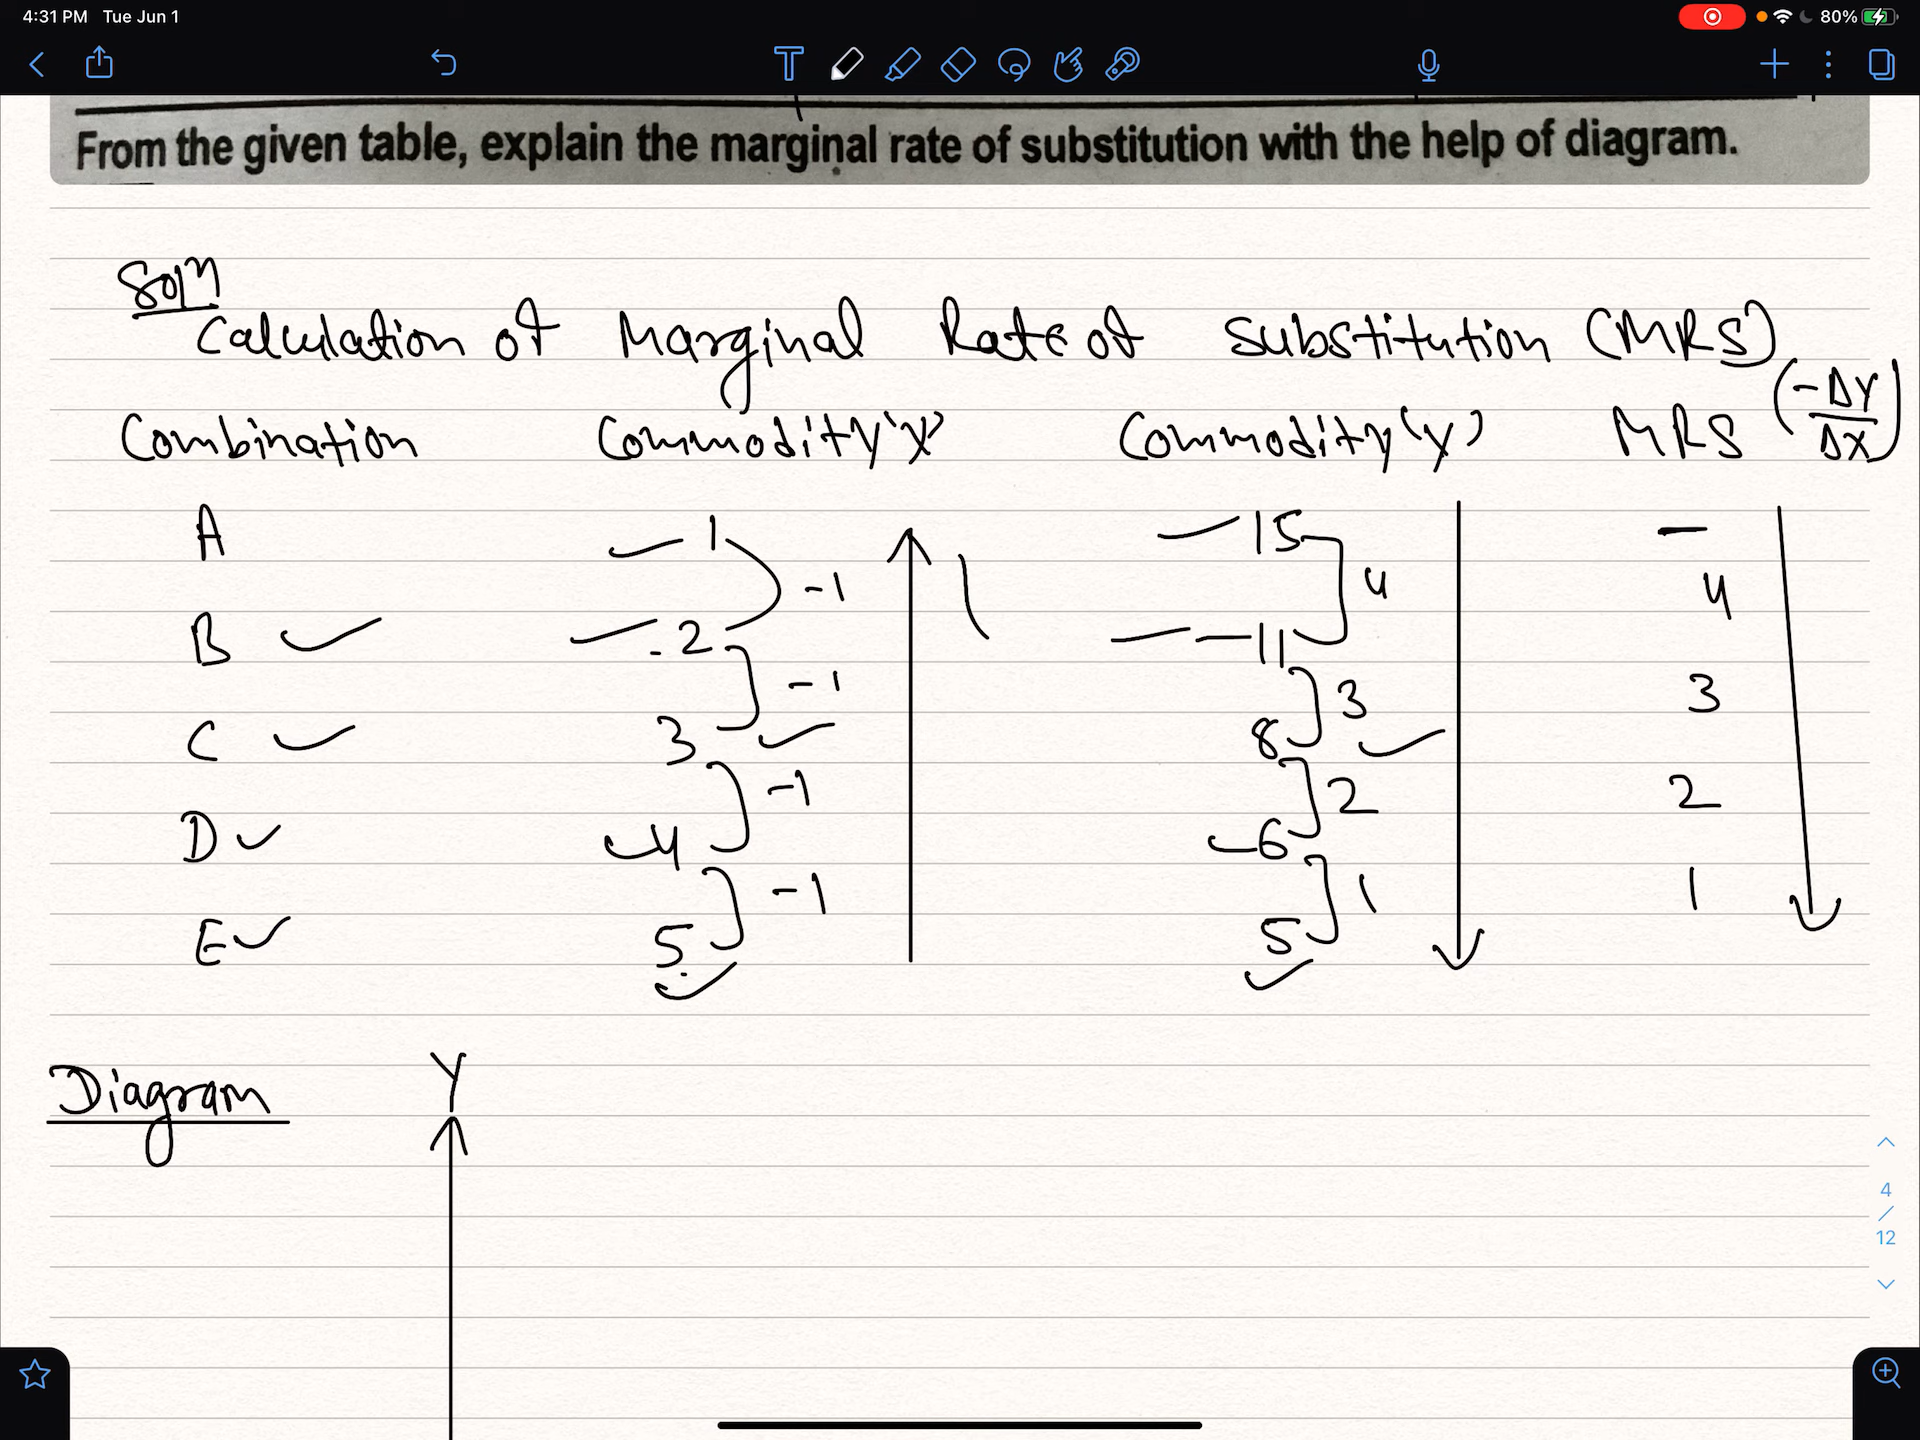 4:31 PM Tue Jun 1
80%
From the given table, explain the marginal rate of substitution with the help of diagram.
Soln
Calculation of Marginal Rate of Substitution (MRS)
Combination Commodity 'X' Commodity 'Y' MRS (-ΔY/ΔX)
A 1 15 –
-1 4 4
B 2 11
-1 3 3
C 3 8
-1 2 2
D 4 6
-1 1 1
E 5 5
Diagram Y
4
/
12